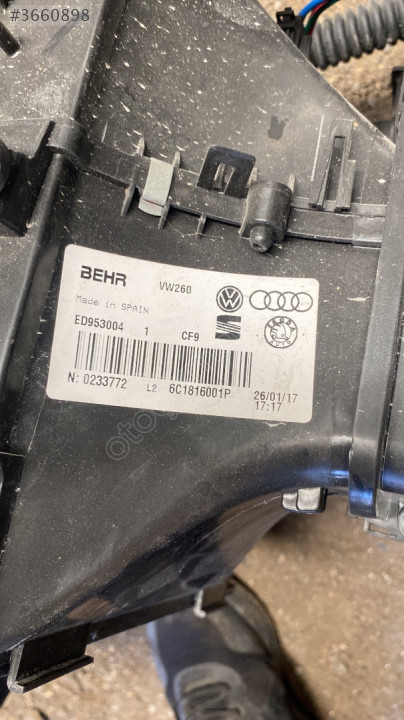 #3660898
BEHR VW260
Made in SPAIN
ED953004 1 CF9
N: 0233772 L2 6C1816001P 26/01/17
17:17